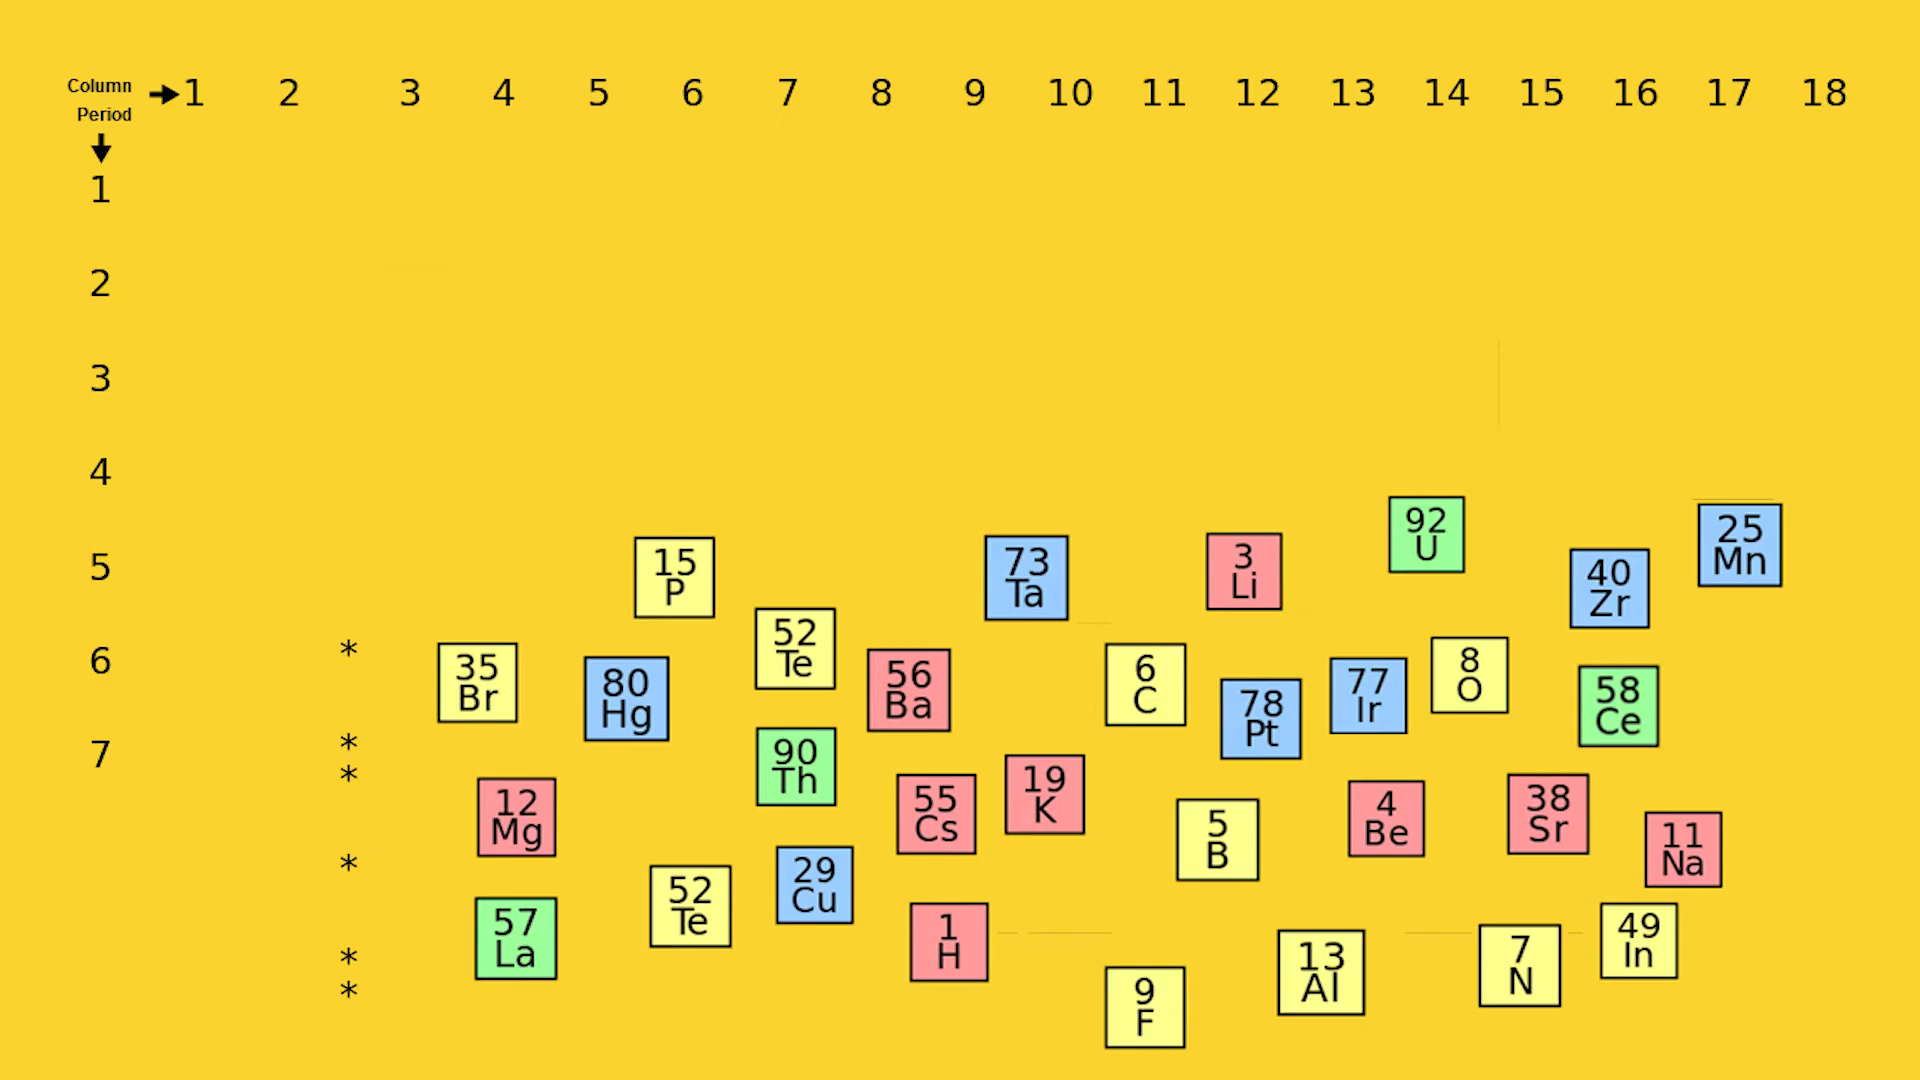 Column
1 2 3 4 5 6 7 8 9 10 11 12 13 14 15 16 17 18
Period
1
2
3
4
5
6
7
*
*
*
*
*
*
92
U
25
Mn
15
P
73
Ta
3
Li
40
Zr
52
Te
35
Br
80
Hg
56
Ba
6
C
78
Pt
77
Ir
8
O
58
Ce
90
Th
12
Mg
55
Cs
19
K
5
B
4
Be
38
Sr
11
Na
57
La
52
Te
29
Cu
1
H
9
F
13
Al
7
N
49
In